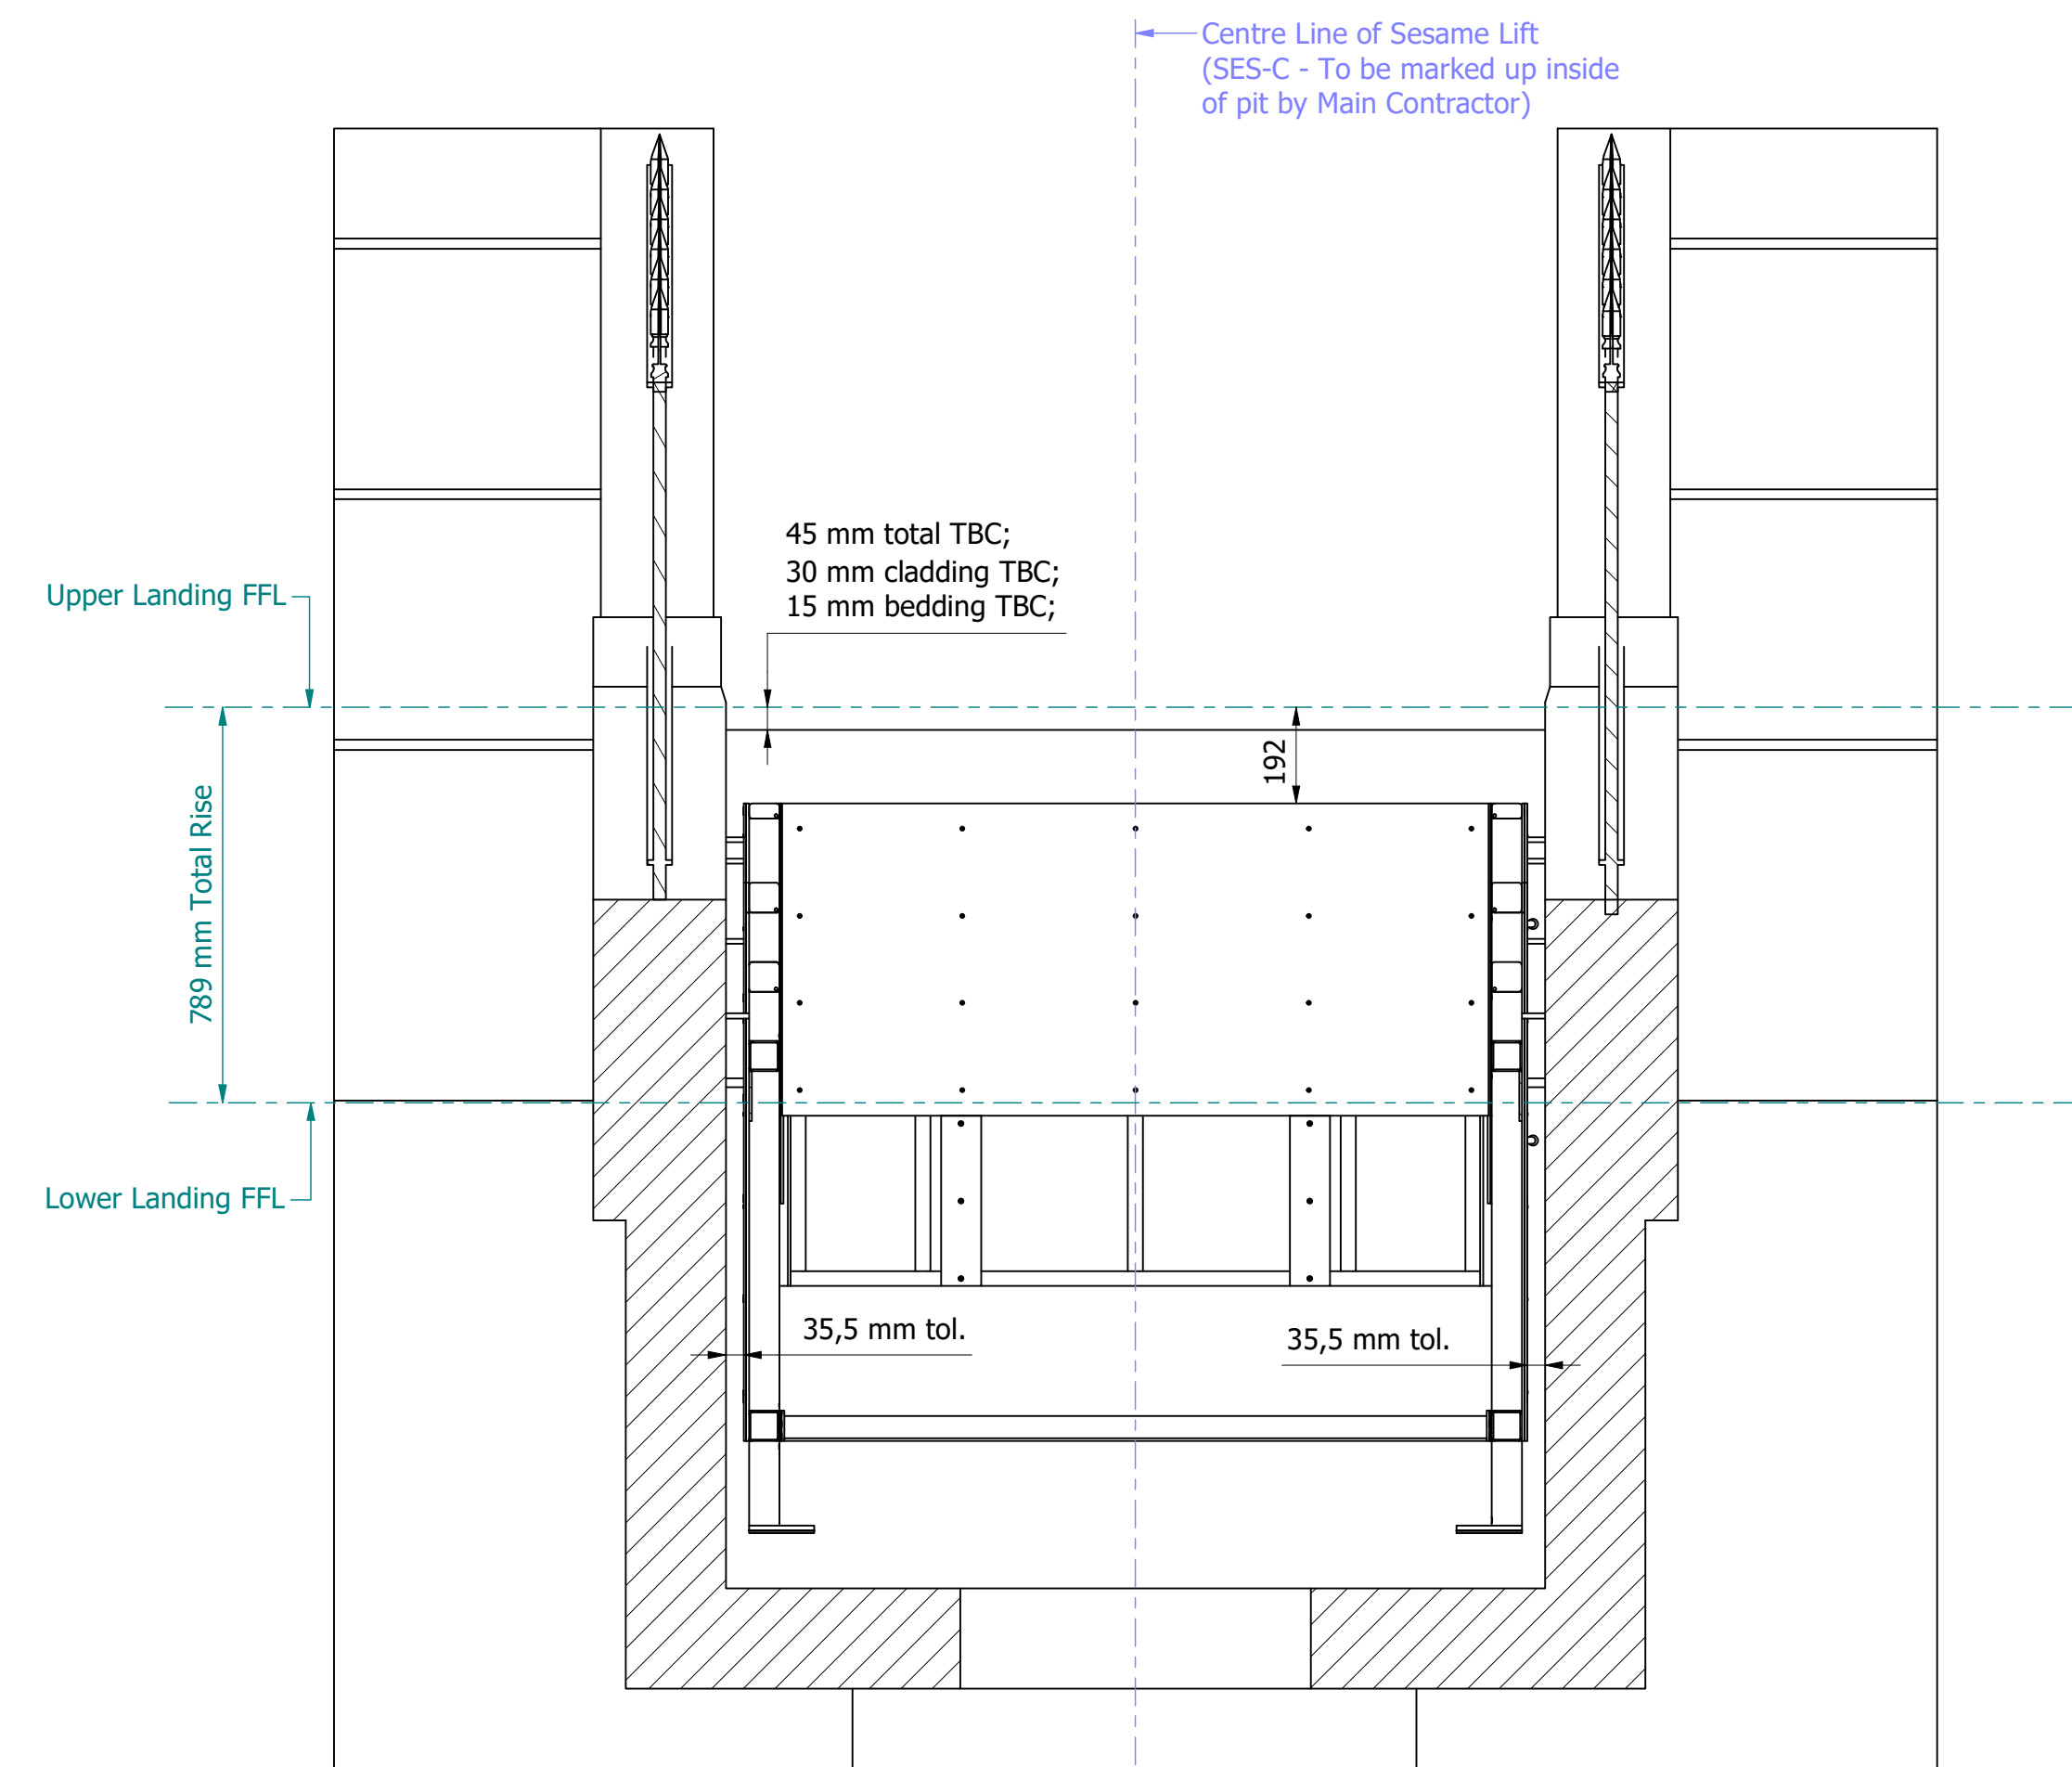 Centre Line of Sesame Lift
(SES-C - To be marked up inside
of pit by Main Contractor)
45 mm total TBC;
30 mm cladding TBC;
15 mm bedding TBC;
Upper Landing FFL
192
789 mm Total Rise
Lower Landing FFL
35,5 mm tol.
35,5 mm tol.